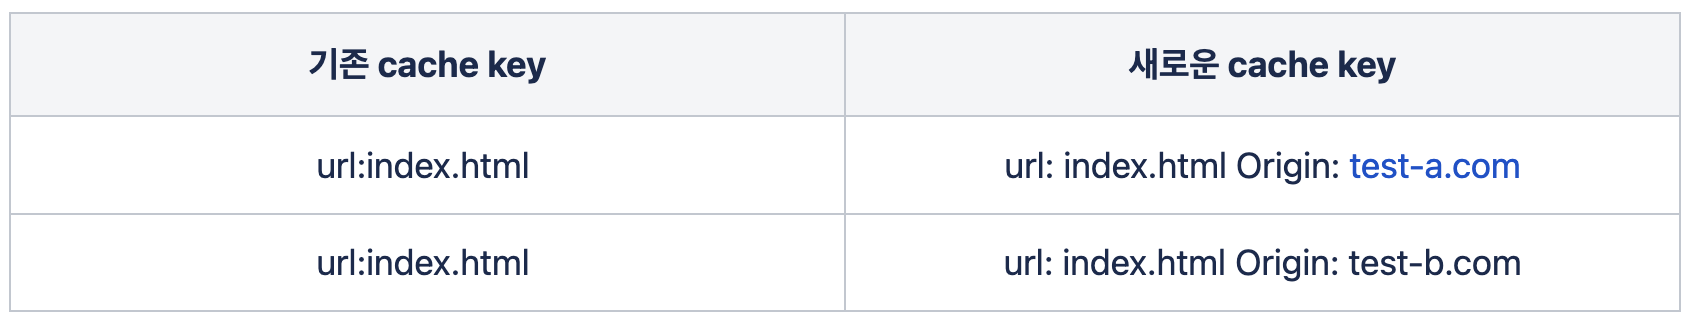 기존 cache key 새로운 cache key
url:index.html url: index.html Origin: test-a.com
url:index.html url: index.html Origin: test-b.com